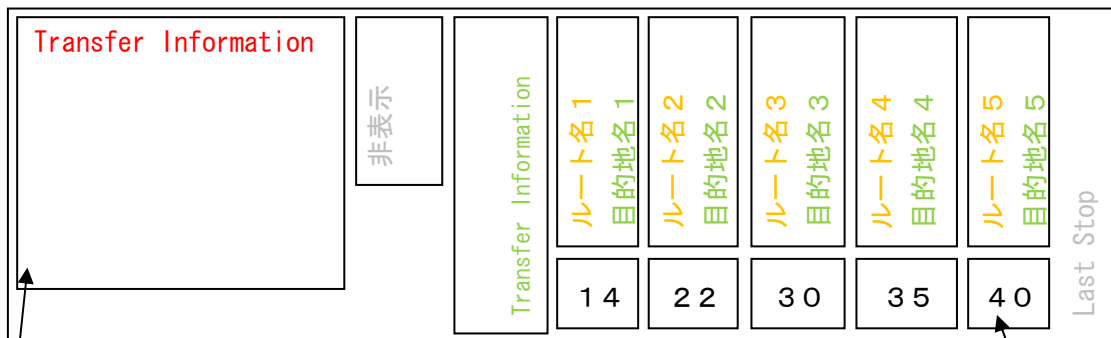 Transfer Information
非表示
Transfer Information
ルート名１
目的地名１
ルート名２
目的地名２
ルート名３
目的地名３
ルート名４
目的地名４
ルート名５
目的地名５
１４
２２
３０
３５
４０
Last Stop